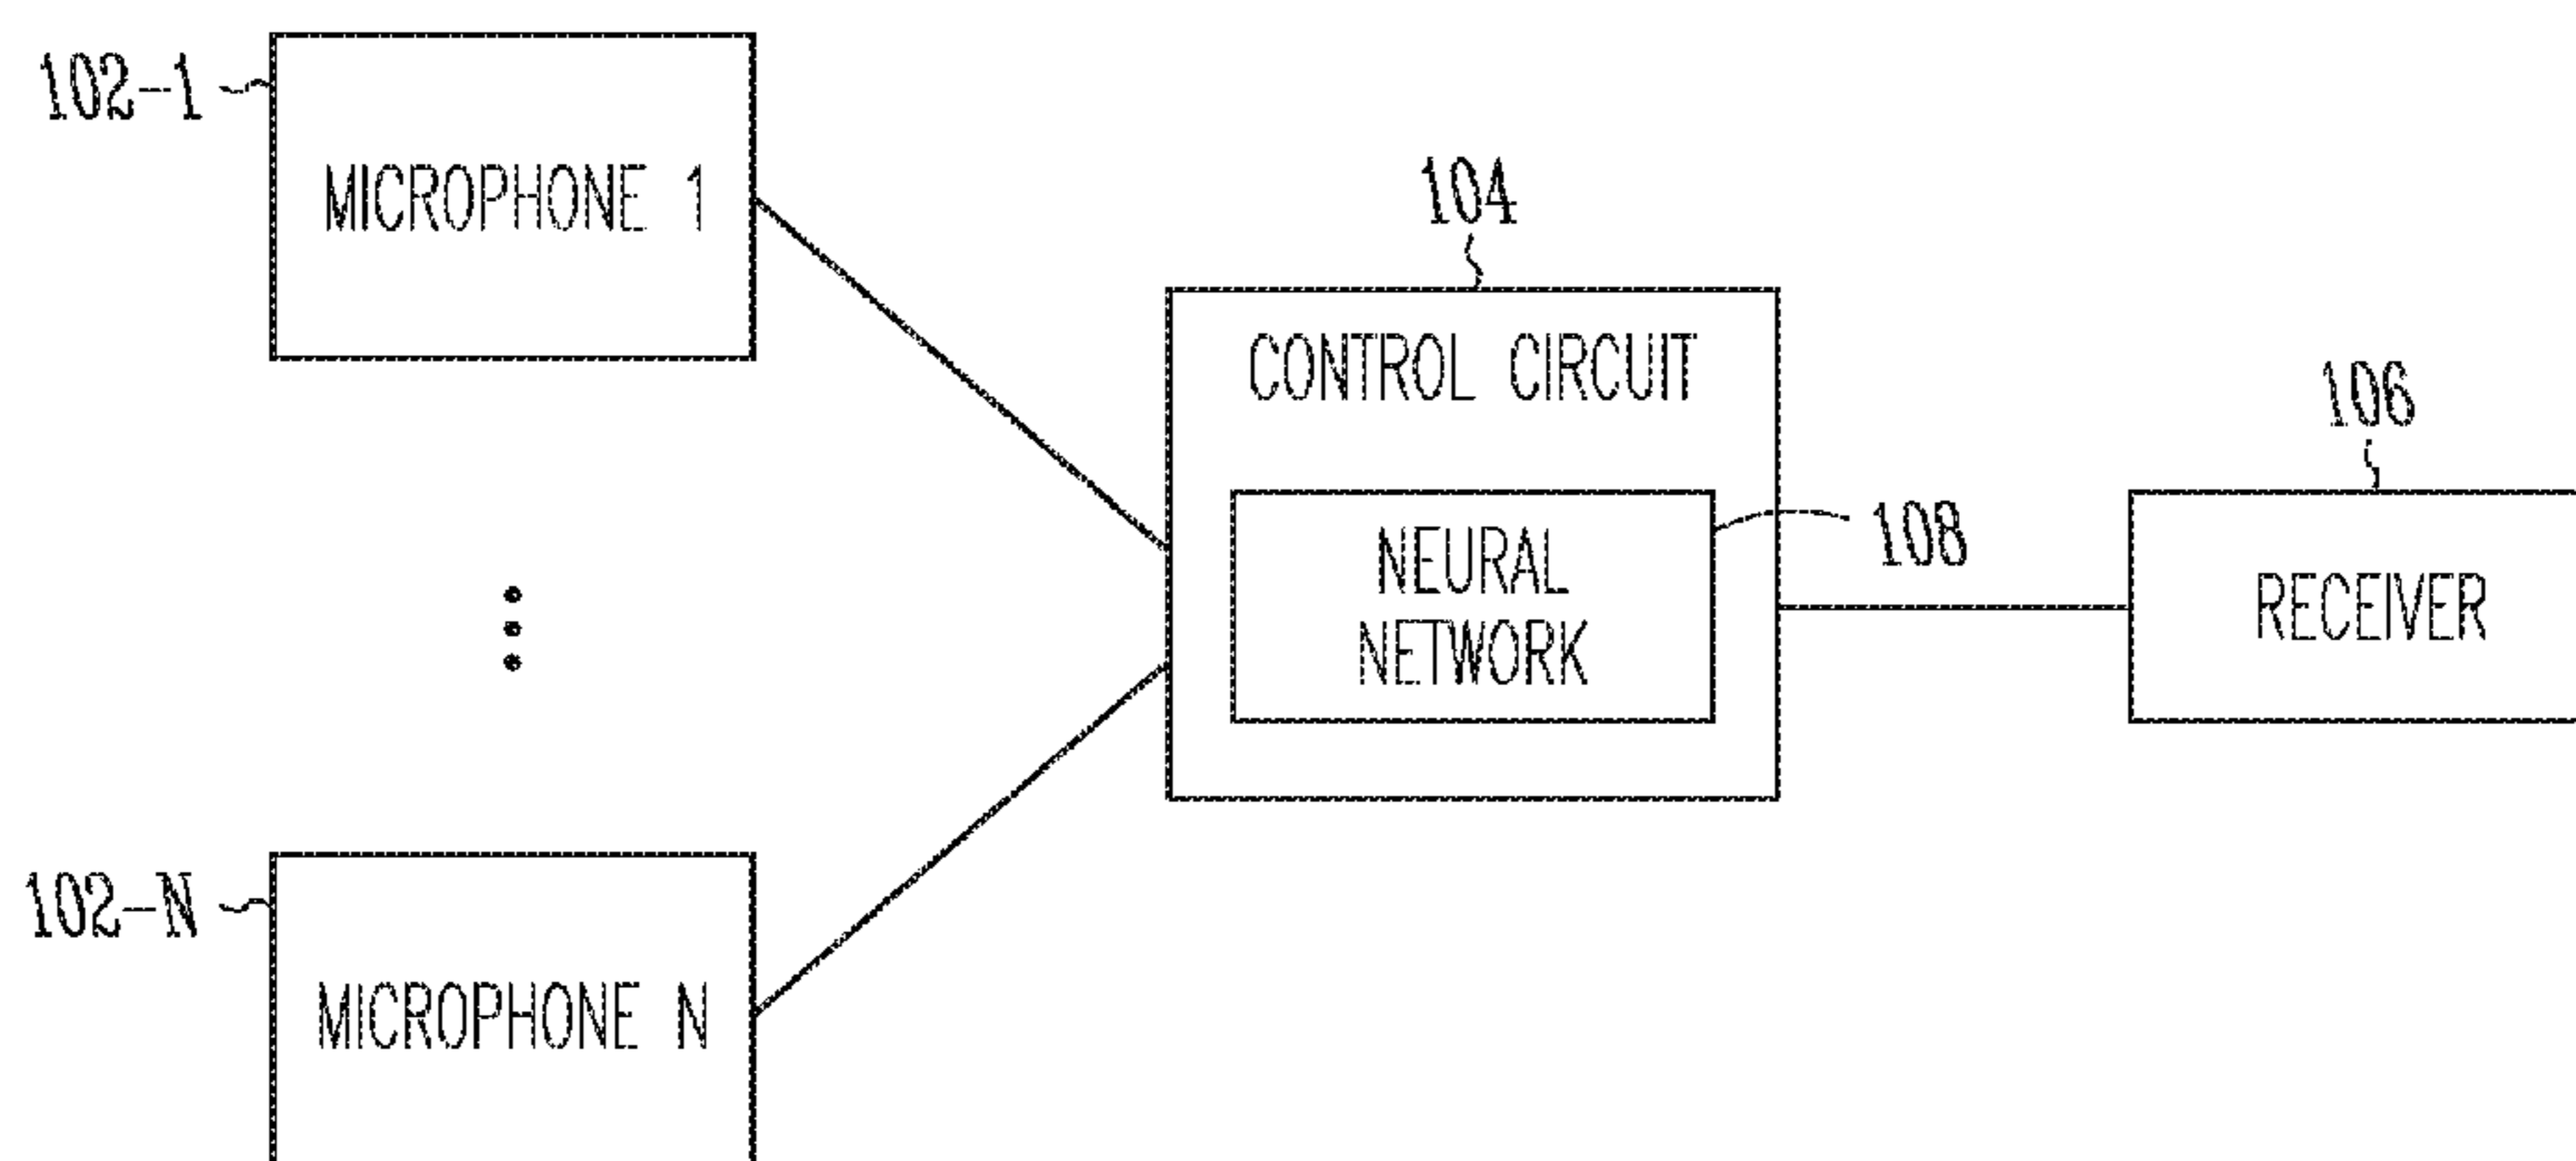 102-1
MICROPHONE 1
104
CONTROL CIRCUIT
106
108
NEURAL
NETWORK
RECEIVER
102-N
MICROPHONE N